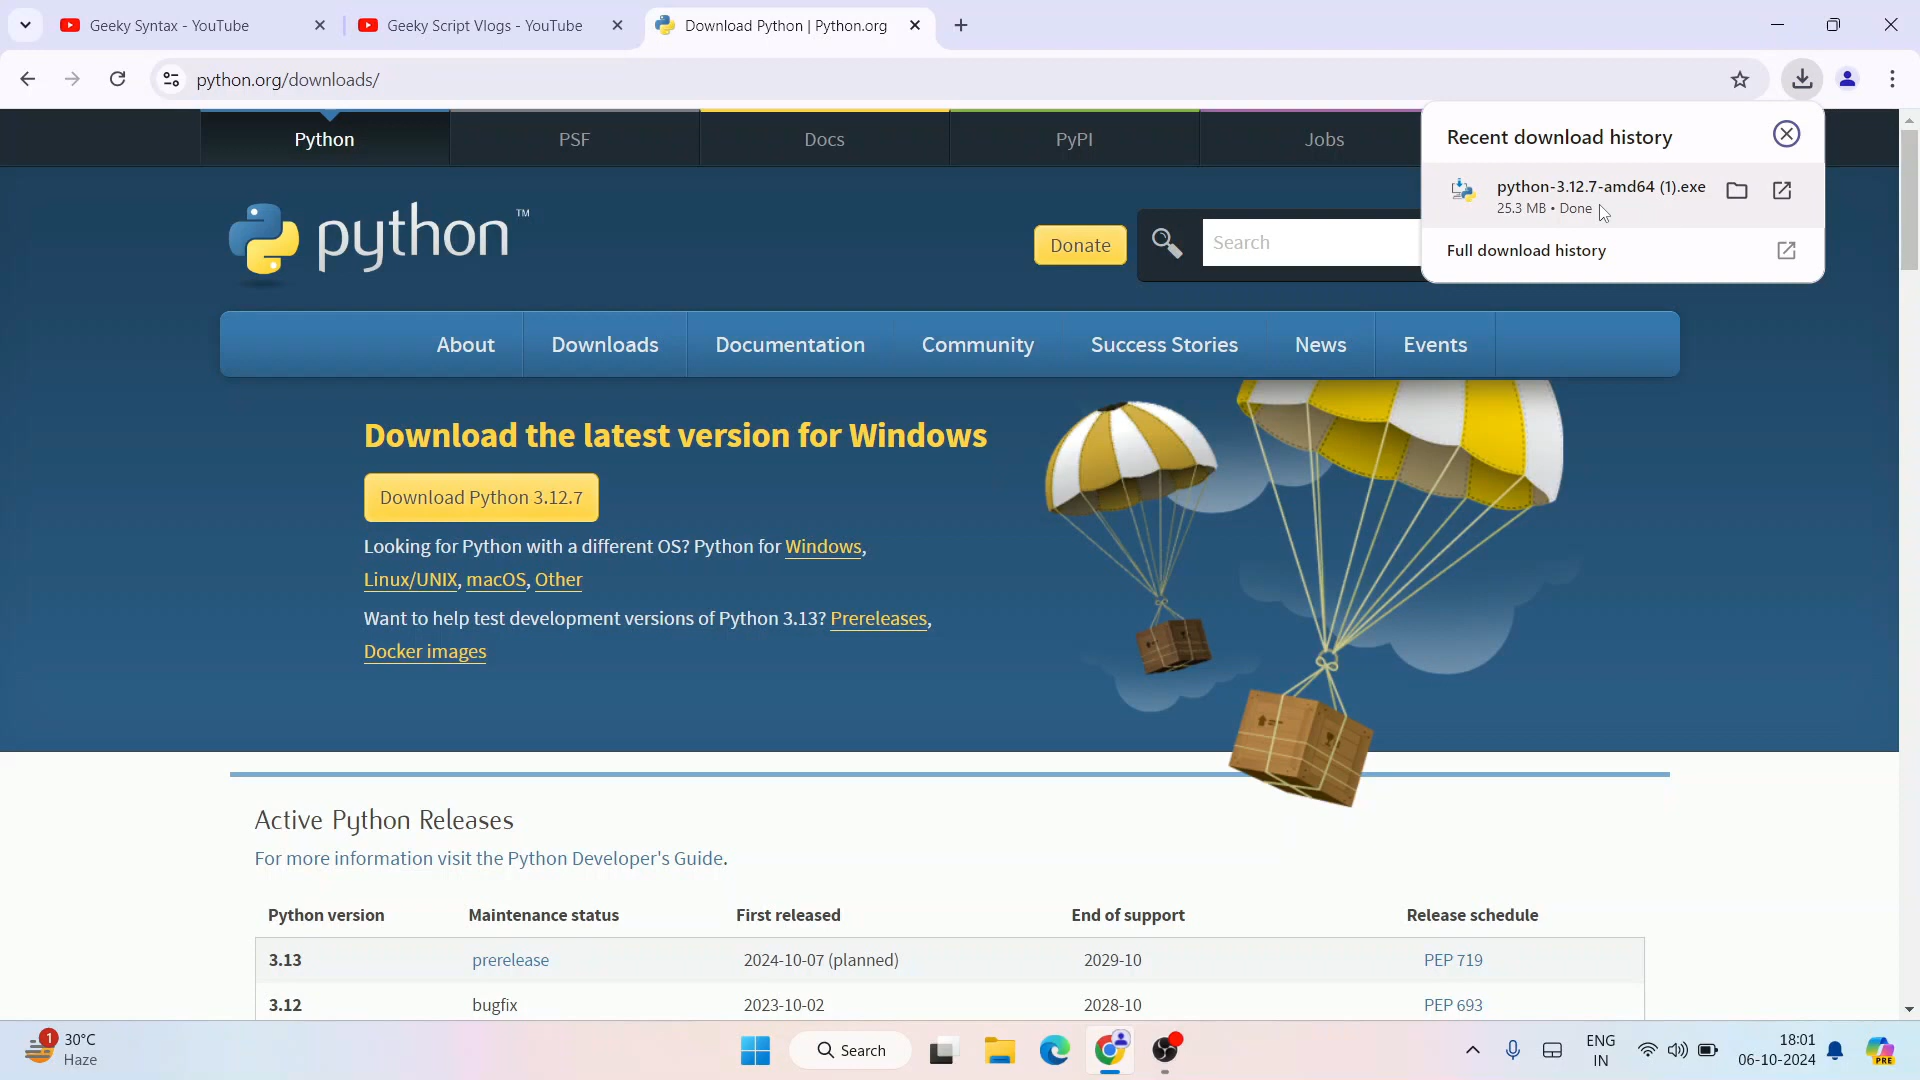 Geeky Syntax - YouTube
Geeky Script Vlogs - YouTube
Download Python | Python.org
python.org/downloads/
Recent download history
python-3.12.7-amd64 (1).exe
25.3 MB • Done
Full download history
Python
PSF
Docs
PyPI
Jobs
python™
Donate
Search
About
Downloads
Documentation
Community
Success Stories
News
Events
Download the latest version for Windows
Download Python 3.12.7
Looking for Python with a different OS? Python for Windows,
Linux/UNIX, macOS, Other
Want to help test development versions of Python 3.13? Prereleases,
Docker images
Active Python Releases
For more information visit the Python Developer's Guide.
Python version Maintenance status First released End of support Release schedule
3.13 prerelease 2024-10-07 (planned) 2029-10 PEP 719
3.12 bugfix 2023-10-02 2028-10 PEP 693
1
30°C
Haze
Search
ENG
IN
18:01
06-10-2024
PRE